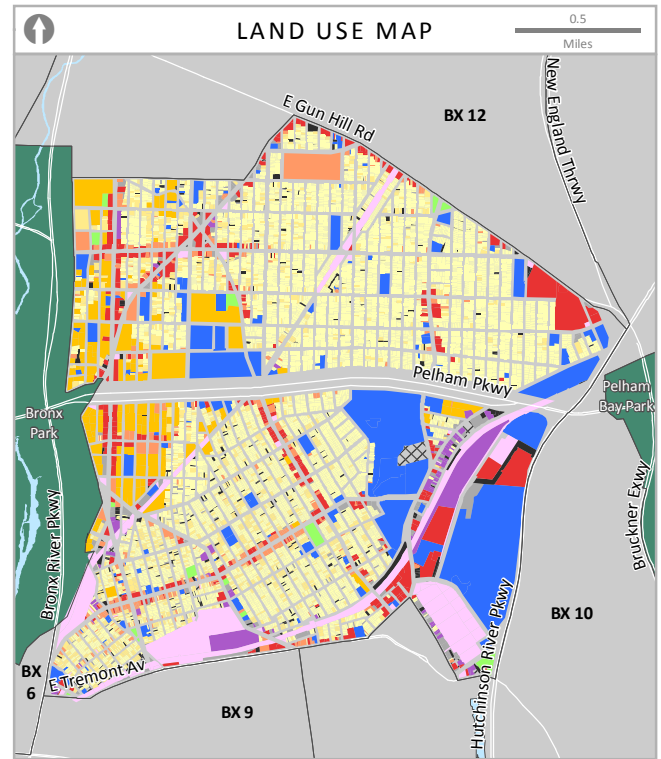 LAND USE MAP
0.5
Miles
E Gun Hill Rd
BX 12
New England Thrwy
Pelham Pkwy
Pelham
Bay Park
Bronx
Park
Bronx River Pkwy
Bruckner Exwy
Hutchinson River Pkwy
BX 10
BX
6
E Tremont Av
BX 9